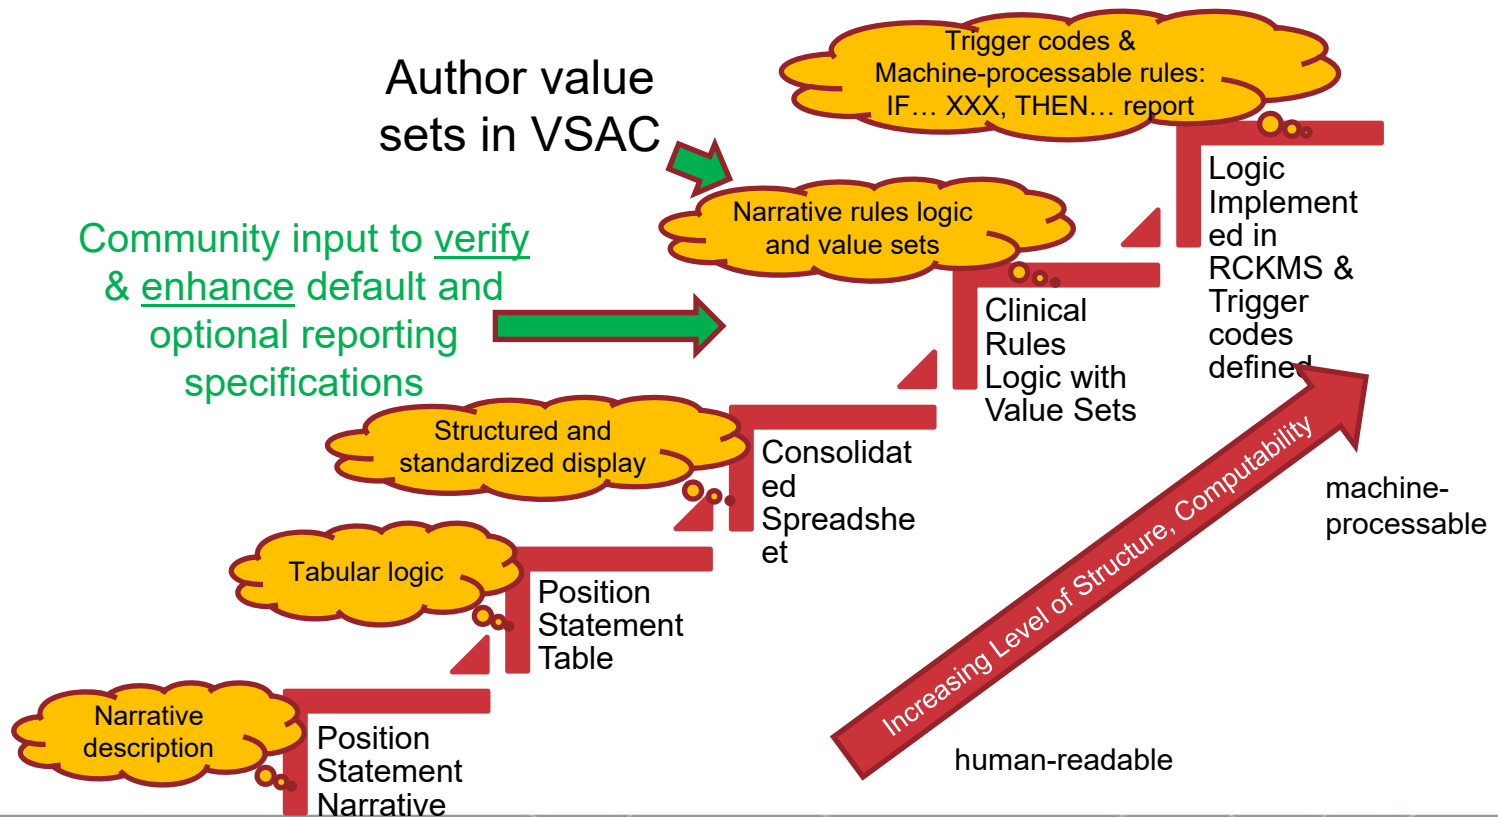 Trigger codes &
Machine-processable rules:
IF… XXX, THEN… report
Author value
sets in VSAC
Logic
Implement
ed in
RCKMS &
Trigger
codes
defined
Narrative rules logic
and value sets
Community input to verify
& enhance default and
optional reporting
specifications
Clinical
Rules
Logic with
Value Sets
Structured and
standardized display
Consolidat
ed
Spreadshe
et
Increasing Level of Structure, Computability
machine-
processable
Tabular logic
Position
Statement
Table
Narrative
description
Position
Statement
Narrative
human-readable